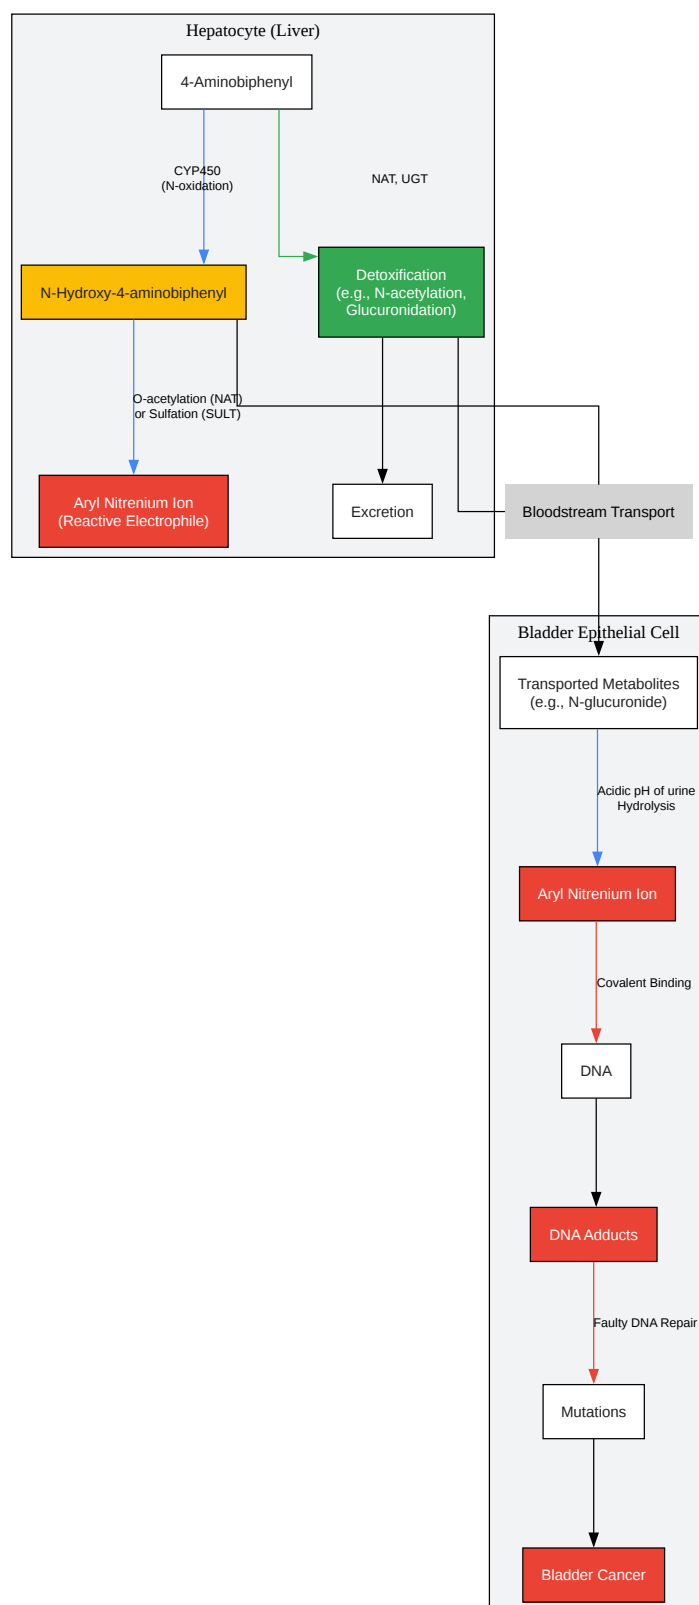 Hepatocyte (Liver)
4-Aminobiphenyl
CYP450
(N-oxidation)
NAT, UGT
Detoxification
(e.g., N-acetylation,
Glucuronidation)
N-Hydroxy-4-aminobiphenyl
O-acetylation (NAT)
or Sulfation (SULT)
Aryl Nitrenium Ion
(Reactive Electrophile)
Excretion
Bloodstream Transport
Bladder Epithelial Cell
Transported Metabolites
(e.g., N-glucuronide)
Acidic pH of urine
Hydrolysis
Aryl Nitrenium Ion
Covalent Binding
DNA
DNA Adducts
Faulty DNA Repair
Mutations
Bladder Cancer